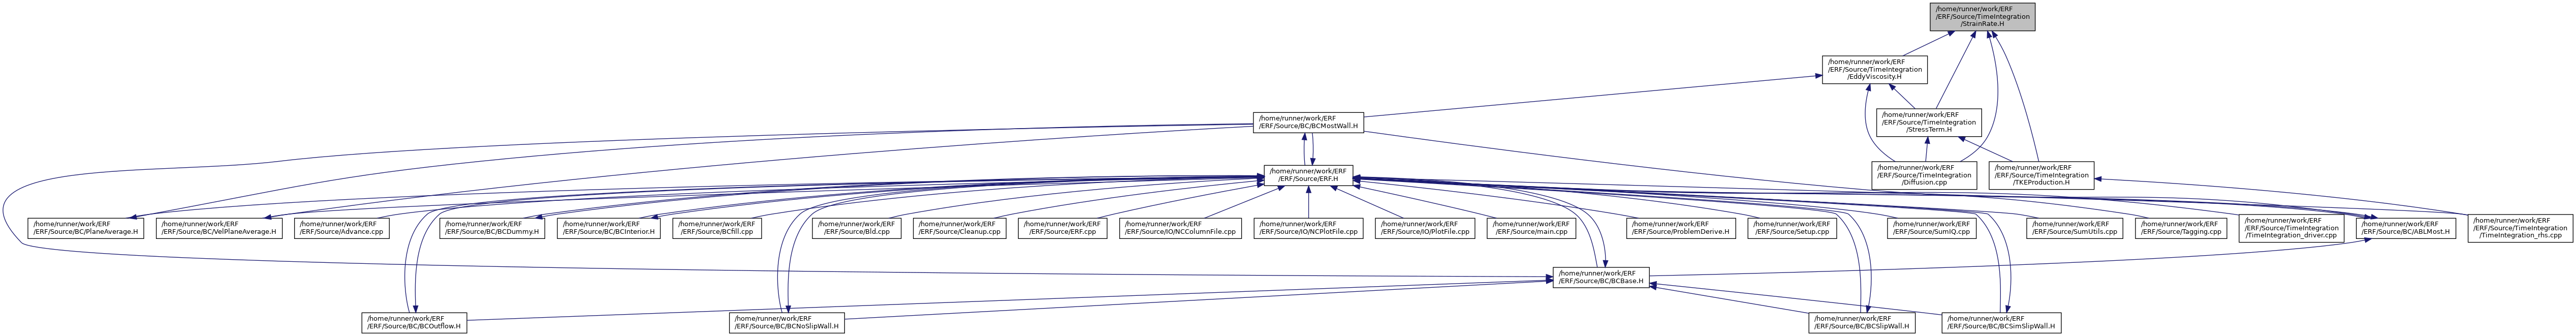 /home/runner/work/ERF
/ERF/Source/TimeIntegration
/StrainRate.H
/home/runner/work/ERF
/ERF/Source/TimeIntegration
/EddyViscosity.H
/home/runner/work/ERF
/ERF/Source/BC/BCMostWall.H
/home/runner/work/ERF
/ERF/Source/TimeIntegration
/StressTerm.H
/home/runner/work/ERF
/ERF/Source/ERF.H
/home/runner/work/ERF
/ERF/Source/TimeIntegration
/Diffusion.cpp
/home/runner/work/ERF
/ERF/Source/TimeIntegration
/TKEProduction.H
/home/runner/work/ERF
/ERF/Source/BC/PlaneAverage.H
/home/runner/work/ERF
/ERF/Source/BC/VelPlaneAverage.H
/home/runner/work/ERF
/ERF/Source/Advance.cpp
/home/runner/work/ERF
/ERF/Source/BC/BCDummy.H
/home/runner/work/ERF
/ERF/Source/BC/BCInterior.H
/home/runner/work/ERF
/ERF/Source/BCfill.cpp
/home/runner/work/ERF
/ERF/Source/Bld.cpp
/home/runner/work/ERF
/ERF/Source/Cleanup.cpp
/home/runner/work/ERF
/ERF/Source/ERF.cpp
/home/runner/work/ERF
/ERF/Source/IO/NCColumnFile.cpp
/home/runner/work/ERF
/ERF/Source/IO/NCPlotFile.cpp
/home/runner/work/ERF
/ERF/Source/IO/PlotFile.cpp
/home/runner/work/ERF
/ERF/Source/main.cpp
/home/runner/work/ERF
/ERF/Source/ProblemDerive.H
/home/runner/work/ERF
/ERF/Source/Setup.cpp
/home/runner/work/ERF
/ERF/Source/SumIQ.cpp
/home/runner/work/ERF
/ERF/Source/SumUtils.cpp
/home/runner/work/ERF
/ERF/Source/Tagging.cpp
/home/runner/work/ERF
/ERF/Source/TimeIntegration
/TimeIntegration_driver.cpp
/home/runner/work/ERF
/ERF/Source/BC/ABLMost.H
/home/runner/work/ERF
/ERF/Source/TimeIntegration
/TimeIntegration_rhs.cpp
/home/runner/work/ERF
/ERF/Source/BC/BCBase.H
/home/runner/work/ERF
/ERF/Source/BC/BCOutflow.H
/home/runner/work/ERF
/ERF/Source/BC/BCNoSlipWall.H
/home/runner/work/ERF
/ERF/Source/BC/BCSlipWall.H
/home/runner/work/ERF
/ERF/Source/BC/BCSimSlipWall.H